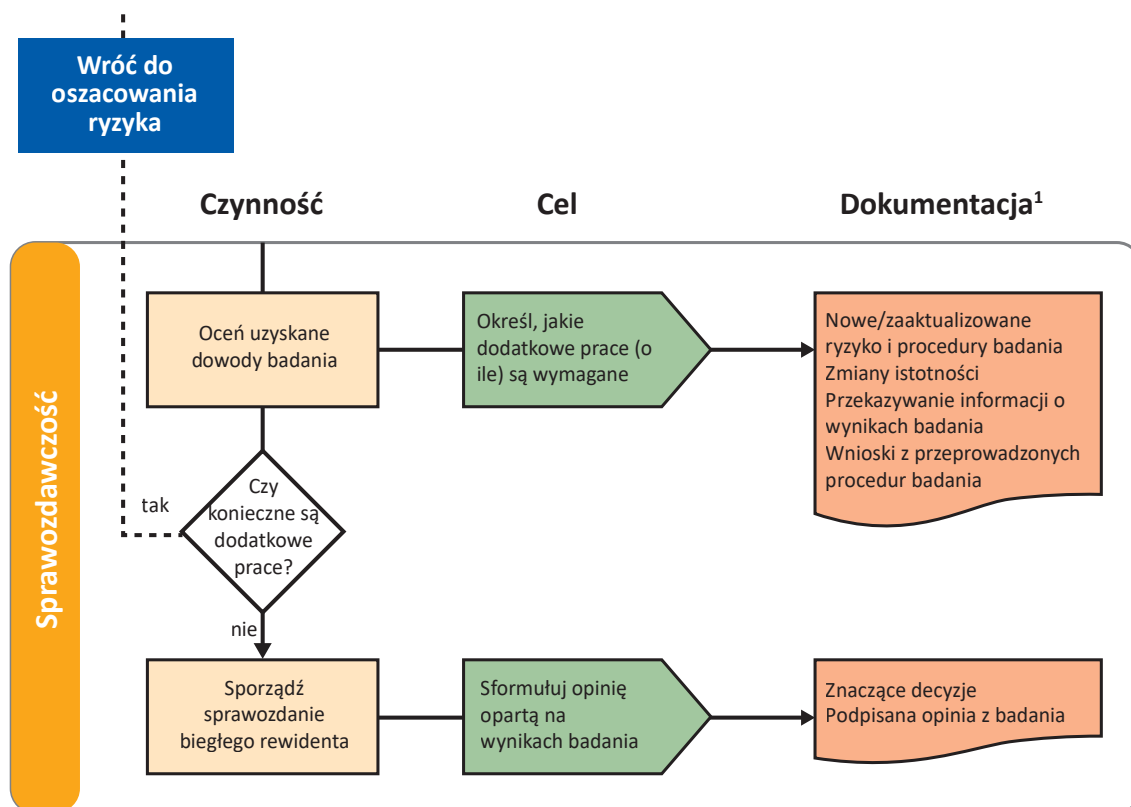 Wróć do
oszacowania
ryzyka
Czynność
Cel
Dokumentacja¹
Sprawozdawczość
Oceń uzyskane
dowody badania
Określ, jakie
dodatkowe prace (o
ile) są wymagane
Nowe/zaaktualizowane
ryzyko i procedury badania
Zmiany istotności
Przekazywanie informacji o
wynikach badania
Wnioski z przeprowadzonych
procedur badania
tak
Czy
konieczne są
dodatkowe
prace?
nie
Sporządź
sprawozdanie
biegłego rewidenta
Sformułuj opinię
opartą na
wynikach badania
Znaczące decyzje
Podpisana opinia z badania